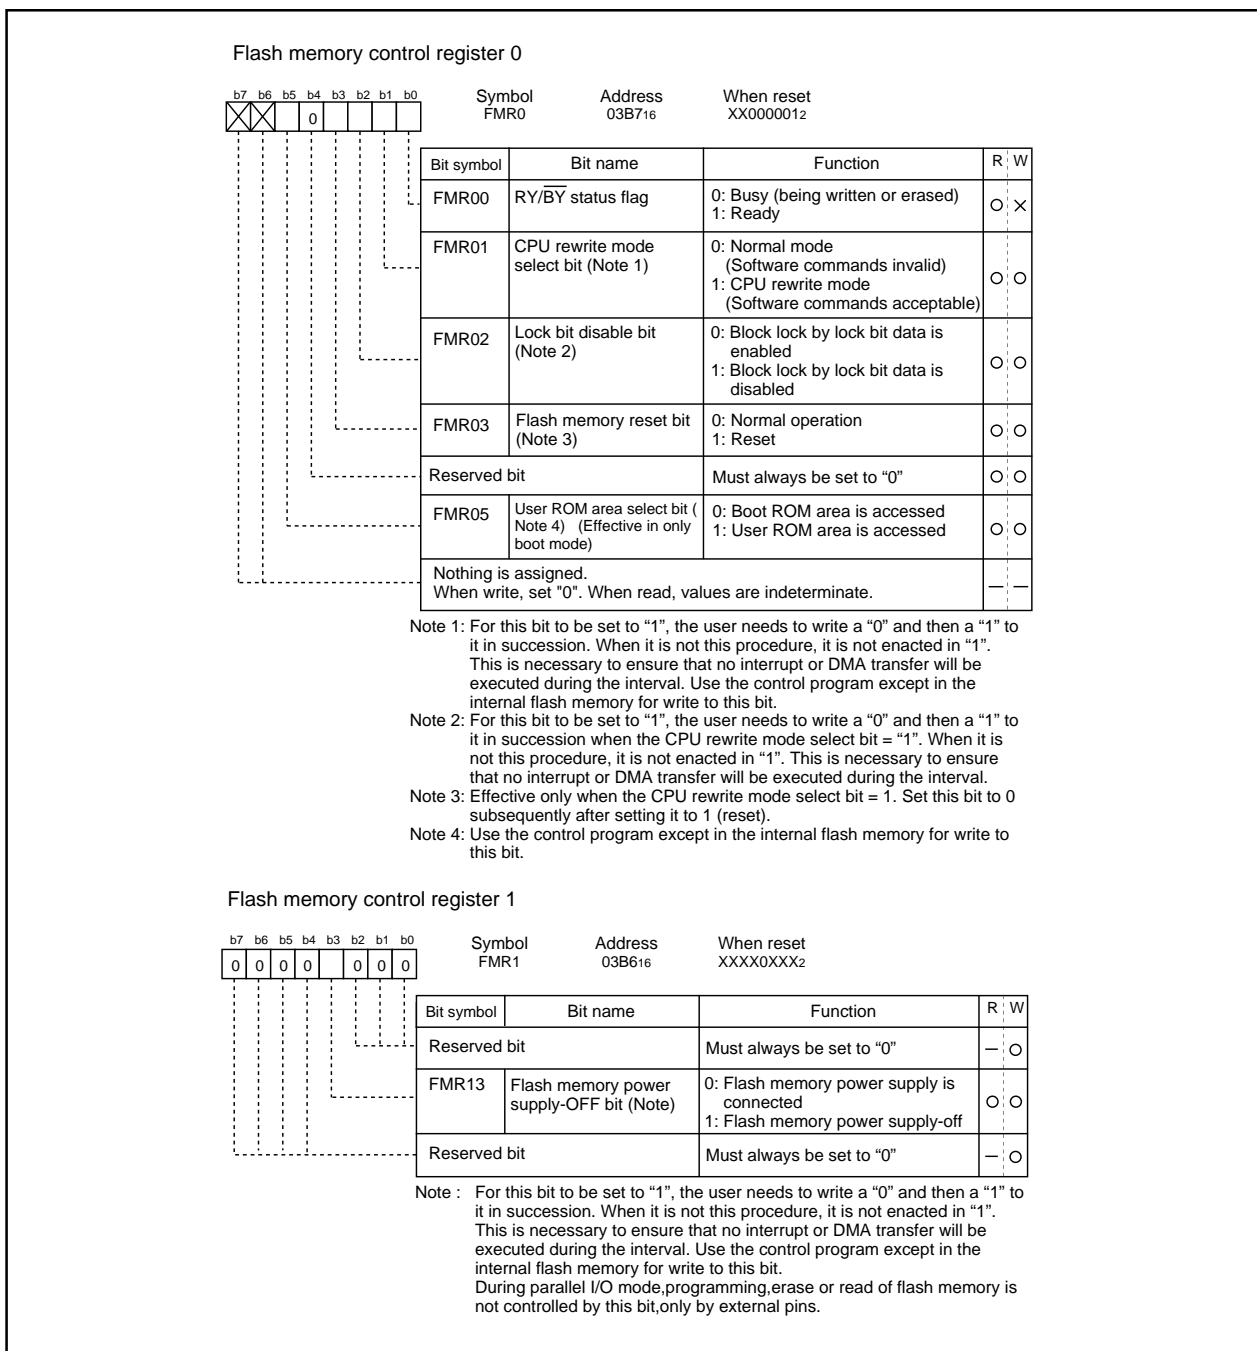 Flash memory control register 0
b7 b6 b5 b4 b3 b2 b1 b0
Symbol Address When reset
FMR0 03B716 XX0000012
0
Bit symbol Bit name Function R W
FMR00 RY/BY status flag 0: Busy (being written or erased)
1: Ready
FMR01 CPU rewrite mode
select bit (Note 1)
0: Normal mode
(Software commands invalid)
1: CPU rewrite mode
(Software commands acceptable)
FMR02 Lock bit disable bit
(Note 2)
0: Block lock by lock bit data is
enabled
1: Block lock by lock bit data is
disabled
FMR03 Flash memory reset bit
(Note 3)
0: Normal operation
1: Reset
Reserved bit Must always be set to “0”
FMR05 User ROM area select bit (
Note 4) (Effective in only
boot mode)
0: Boot ROM area is accessed
1: User ROM area is accessed
Nothing is assigned.
When write, set "0". When read, values are indeterminate.
Note 1: For this bit to be set to “1”, the user needs to write a “0” and then a “1” to
it in succession. When it is not this procedure, it is not enacted in “1”.
This is necessary to ensure that no interrupt or DMA transfer will be
executed during the interval. Use the control program except in the
internal flash memory for write to this bit.
Note 2: For this bit to be set to “1”, the user needs to write a “0” and then a “1” to
it in succession when the CPU rewrite mode select bit = “1”. When it is
not this procedure, it is not enacted in “1”. This is necessary to ensure
that no interrupt or DMA transfer will be executed during the interval.
Note 3: Effective only when the CPU rewrite mode select bit = 1. Set this bit to 0
subsequently after setting it to 1 (reset).
Note 4: Use the control program except in the internal flash memory for write to
this bit.
Flash memory control register 1
b7 b6 b5 b4 b3 b2 b1 b0
Symbol Address When reset
FMR1 03B616 XXXX0XXX2
0 0 0 0 0 0 0
Bit symbol Bit name Function R W
Reserved bit Must always be set to “0”
FMR13 Flash memory power
supply-OFF bit (Note)
0: Flash memory power supply is
connected
1: Flash memory power supply-off
Reserved bit Must always be set to “0”
Note : For this bit to be set to “1”, the user needs to write a “0” and then a “1” to
it in succession. When it is not this procedure, it is not enacted in “1”.
This is necessary to ensure that no interrupt or DMA transfer will be
executed during the interval. Use the control program except in the
internal flash memory for write to this bit.
During parallel I/O mode,programming,erase or read of flash memory is
not controlled by this bit,only by external pins.